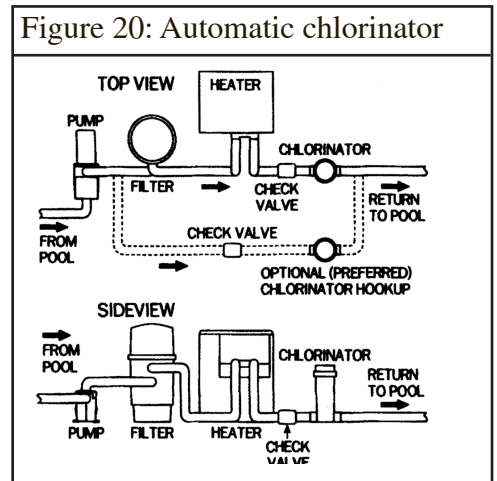 Figure 20: Automatic chlorinator
TOP VIEW
HEATER
PUMP
CHLORINATOR
FILTER
CHECK
VALVE
RETURN
TO POOL
FROM
POOL
CHECK VALVE
OPTIONAL (PREFERRED)
CHLORINATOR HOOKUP
SIDEVIEW
FROM
POOL
CHLORINATOR
RETURN
TO POOL
PUMP
FILTER
HEATER
CHECK
VALVE